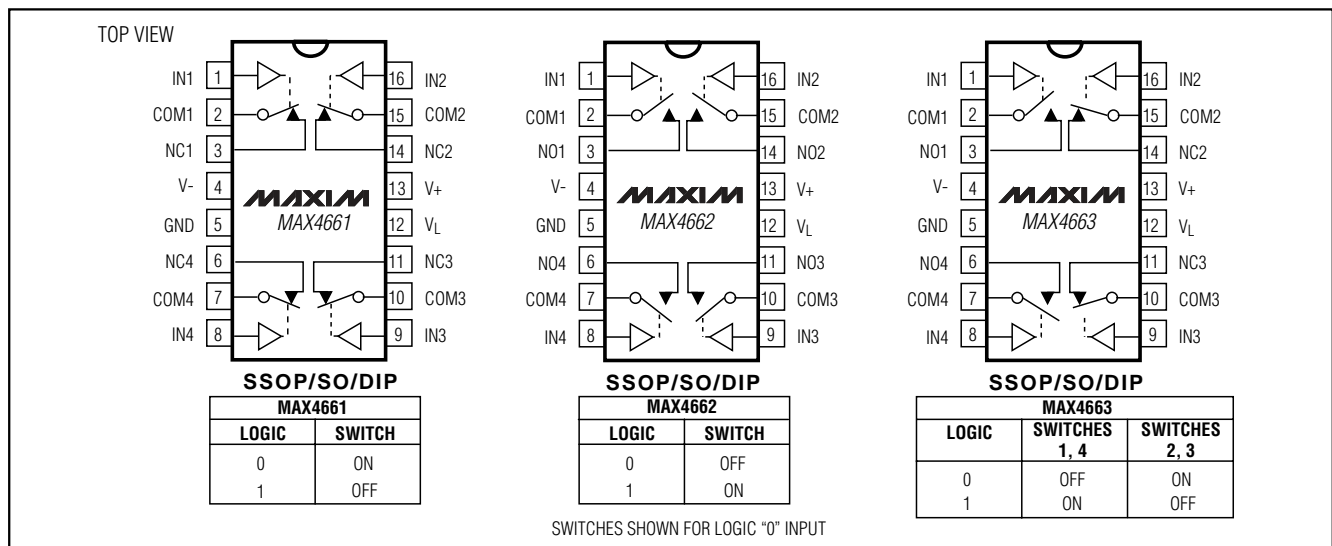 TOP VIEW
IN1 1 16 IN2
COM1 2 15 COM2
NC1 3 14 NC2
V- 4 13 V+
MAXIM
MAX4661
GND 5 12 VL
NC4 6 11 NC3
COM4 7 10 COM3
IN4 8 9 IN3
SSOP/SO/DIP
MAX4661
LOGIC SWITCH
0 ON
1 OFF
IN1 1 16 IN2
COM1 2 15 COM2
NO1 3 14 NO2
V- 4 13 V+
MAXIM
MAX4662
GND 5 12 VL
NO4 6 11 NO3
COM4 7 10 COM3
IN4 8 9 IN3
SSOP/SO/DIP
MAX4662
LOGIC SWITCH
0 OFF
1 ON
IN1 1 16 IN2
COM1 2 15 COM2
NO1 3 14 NC2
V- 4 13 V+
MAXIM
MAX4663
GND 5 12 VL
NO4 6 11 NC3
COM4 7 10 COM3
IN4 8 9 IN3
SSOP/SO/DIP
MAX4663
LOGIC SWITCHES 1, 4 SWITCHES 2, 3
0 OFF ON
1 ON OFF
SWITCHES SHOWN FOR LOGIC “0” INPUT